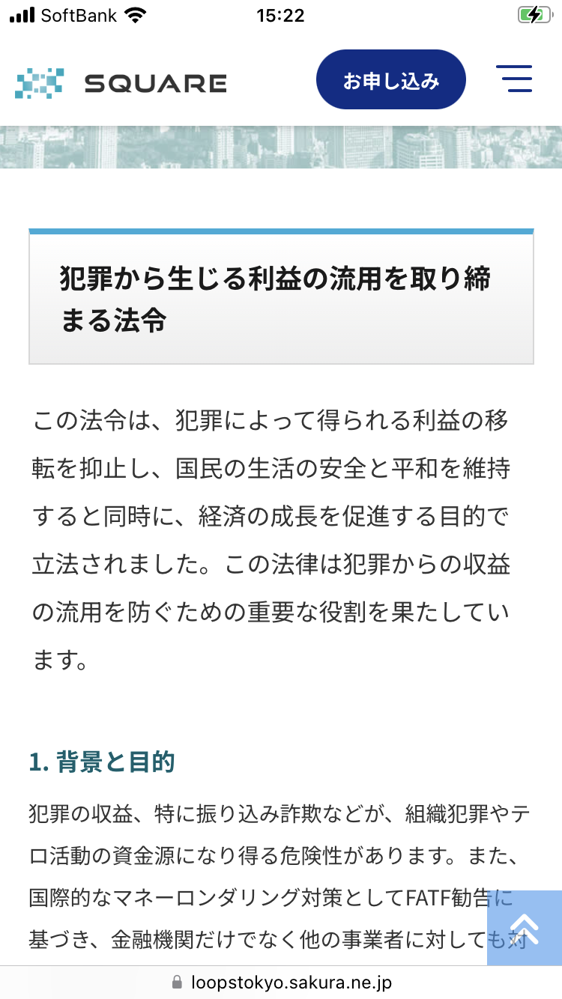 SoftBank 15:22
SQUARE お申し込み
犯罪から生じる利益の流用を取り締
まる法令
この法令は、犯罪によって得られる利益の移
転を抑止し、国民の生活の安全と平和を維持
すると同時に、経済の成長を促進する目的で
立法されました。この法律は犯罪からの収益
の流用を防ぐための重要な役割を果たしてい
ます。
1. 背景と目的
犯罪の収益、特に振り込み詐欺などが、組織犯罪やテ
ロ活動の資金源になり得る危険性があります。また、
国際的なマネーロンダリング対策としてFATF勧告に
基づき、金融機関だけでなく他の事業者に対しても対
loopstokyo.sakura.ne.jp